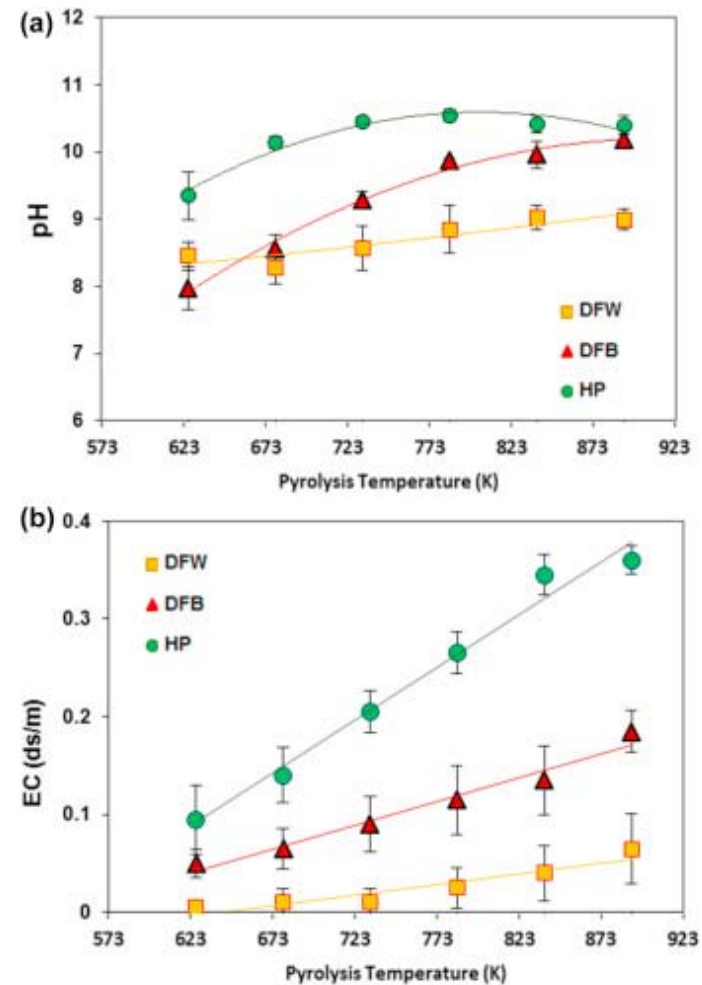 (a)
12
11
10
9
8
7
6
pH
DFW
DFB
HP
573 623 673 723 773 823 873 923
Pyrolysis Temperature (K)
(b)
0.4
0.3
0.2
0.1
0
EC (ds/m)
DFW
DFB
HP
573 623 673 723 773 823 873 923
Pyrolysis Temperature (K)